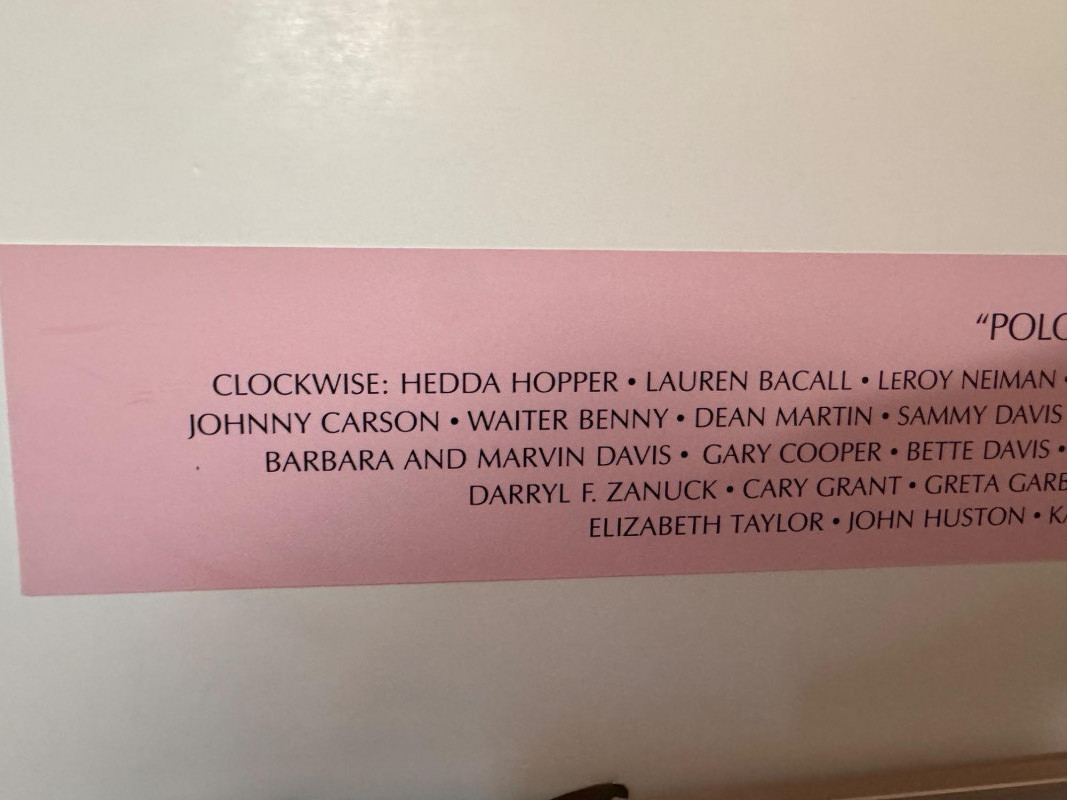 “POLO
CLOCKWISE: HEDDA HOPPER • LAUREN BACALL • LEROY NEIMAN •
JOHNNY CARSON • WAITER BENNY • DEAN MARTIN • SAMMY DAVIS
BARBARA AND MARVIN DAVIS • GARY COOPER • BETTE DAVIS •
DARRYL F. ZANUCK • CARY GRANT • GRETA GARB
ELIZABETH TAYLOR • JOHN HUSTON • KA